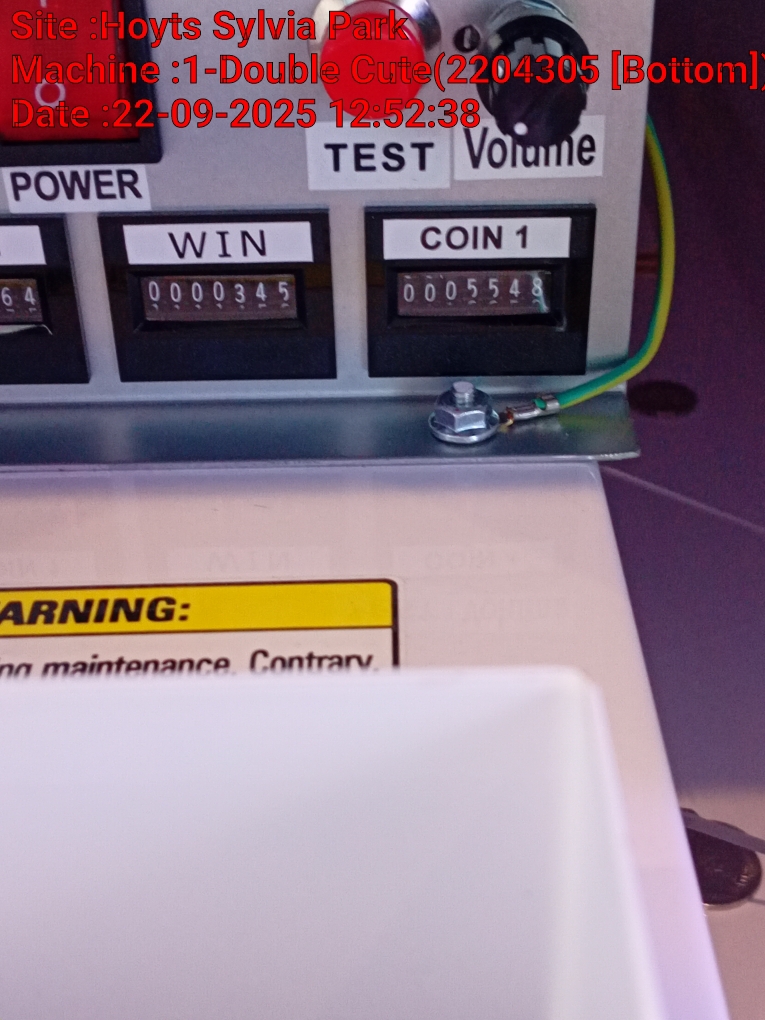 Site :Hoyts Sylvia Park
Machine :1-Double Cute(2204305 [Bottom])
Date :22-09-2025 12:52:38
TEST
Volume
POWER
WIN
COIN 1
64
0000345
0005548
ARNING:
ng maintenance. Contrary,